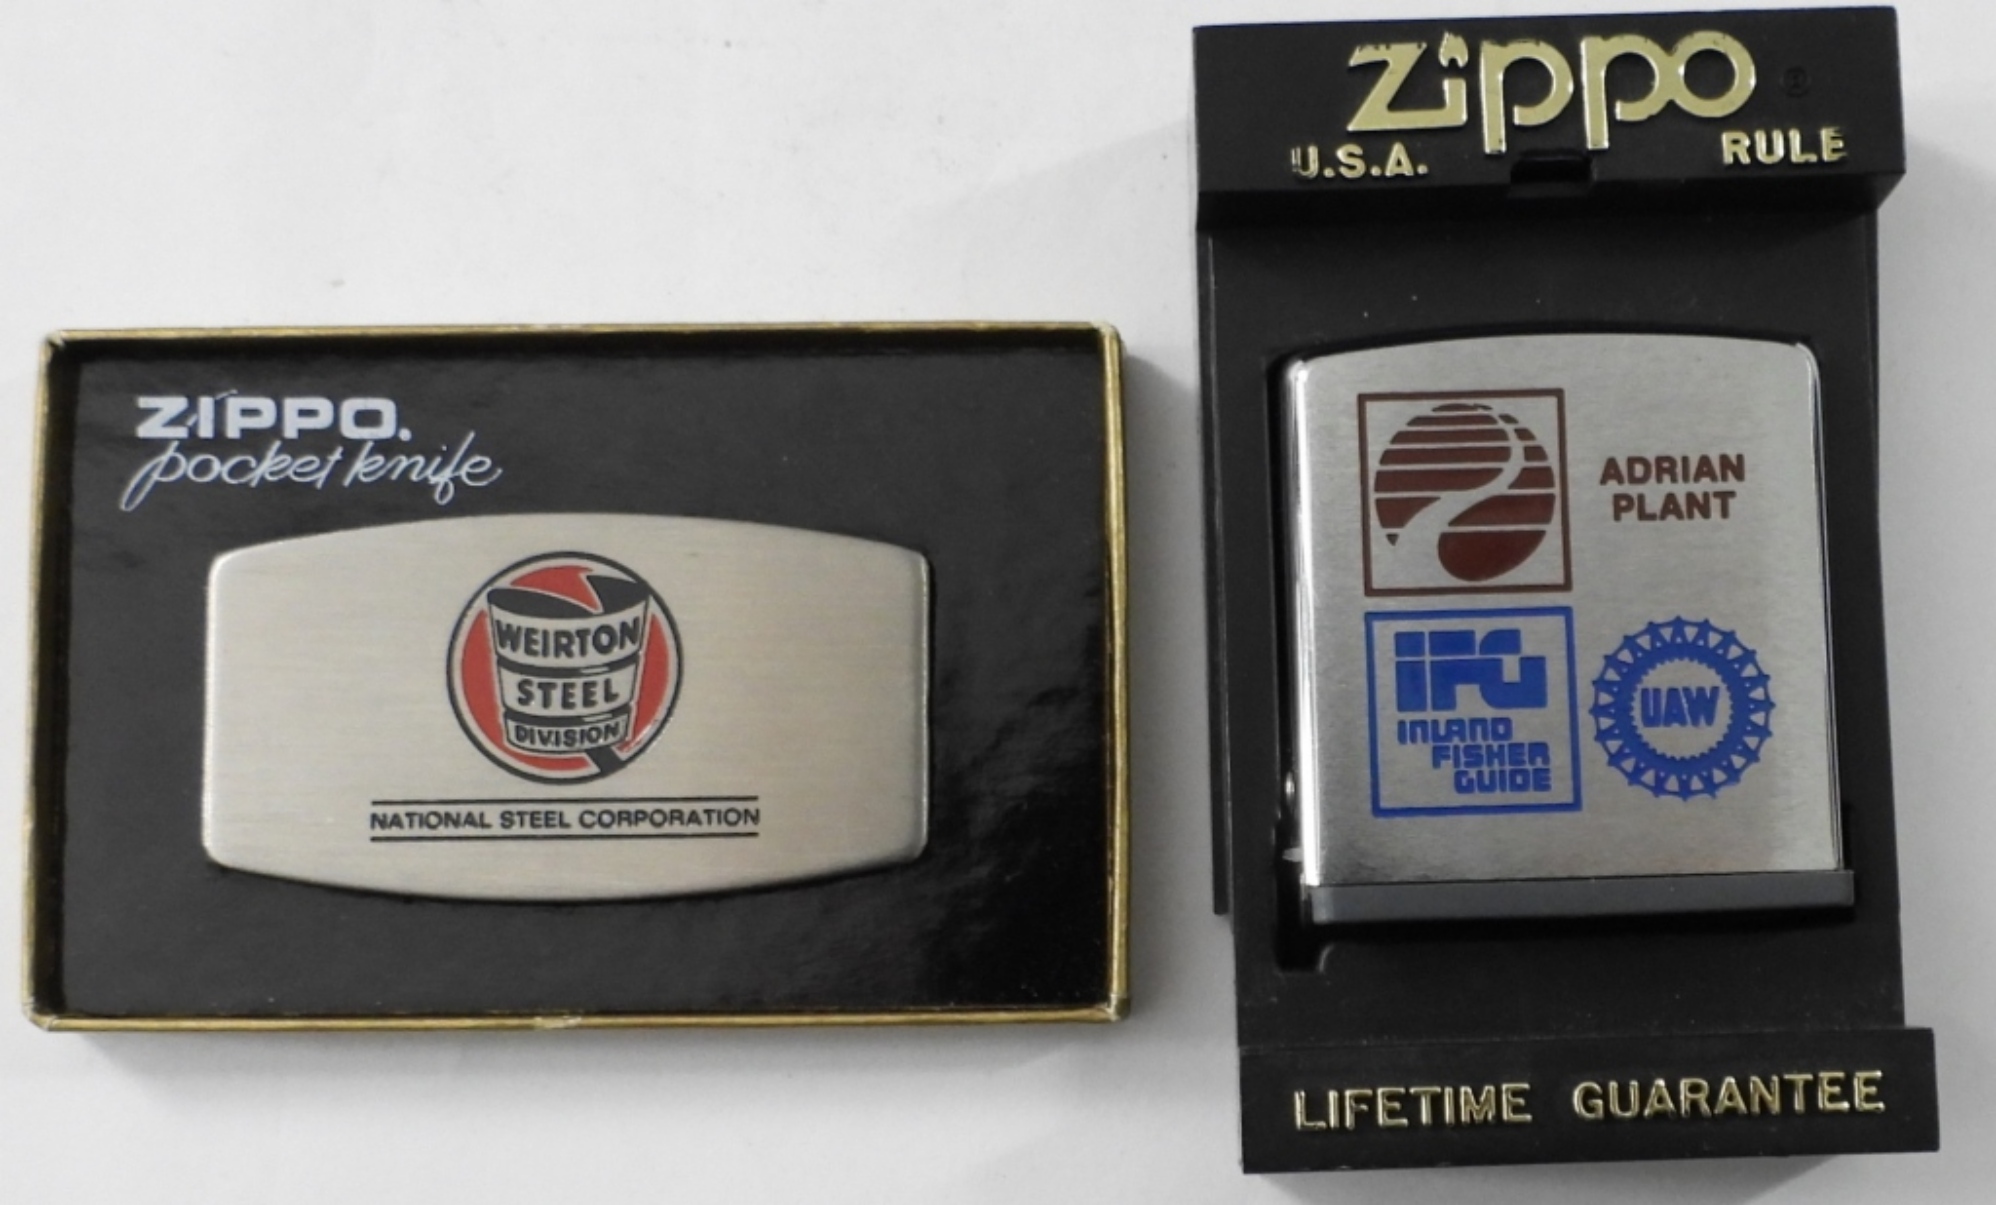 ZIPPO.
pocket knife
WEIRTON
STEEL
DIVISION
NATIONAL STEEL CORPORATION
Zippo ®
U.S.A. RULE
ADRIAN
PLANT
IFG
INLAND
FISHER
GUIDE
UAW
LIFETIME GUARANTEE